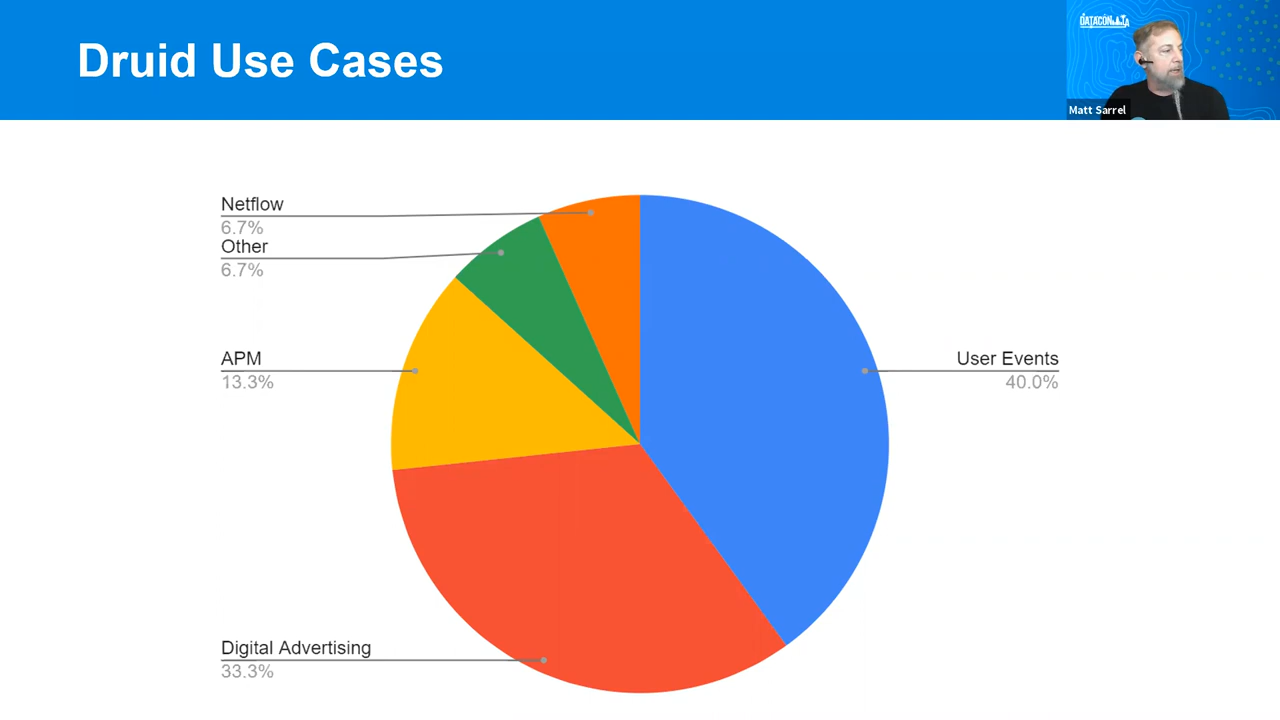 Druid Use Cases
Matt Sarrel
Netflow
6.7%
Other
6.7%
APM
13.3%
User Events
40.0%
Digital Advertising
33.3%